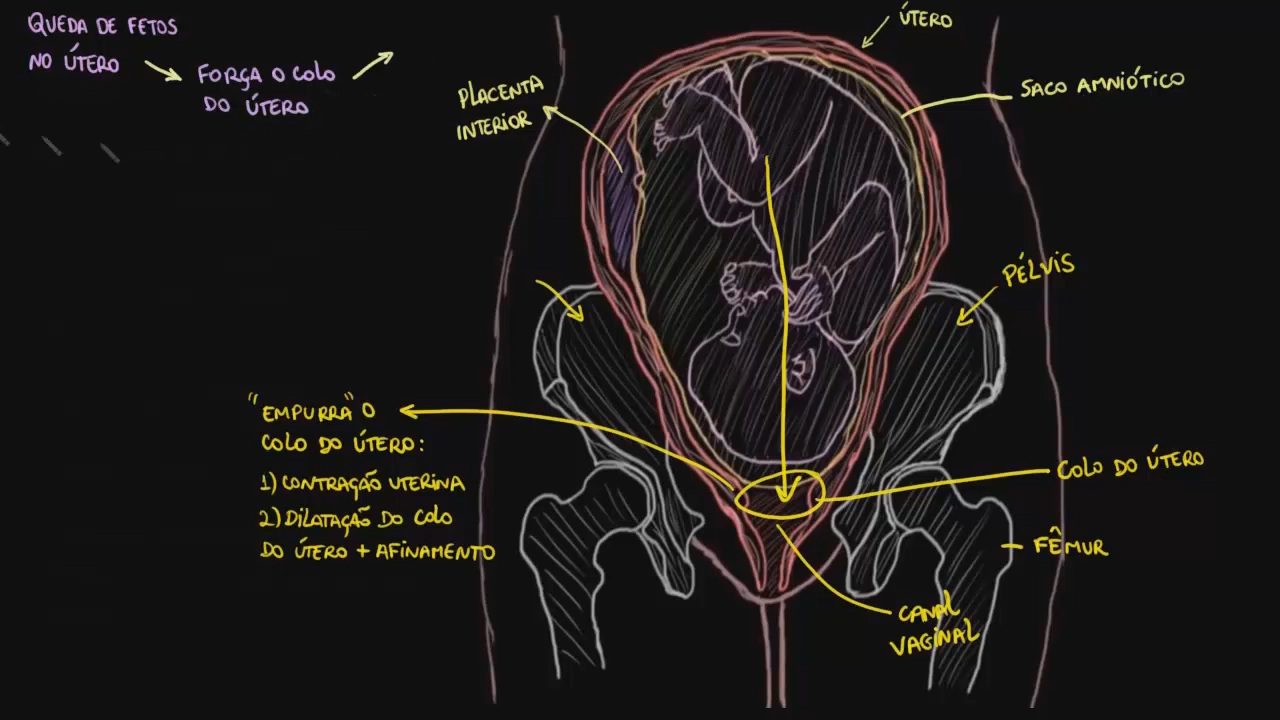 QUEDA DE FETOS
NO ÚTERO
FORÇA O COLO
DO ÚTERO
ÚTERO
PLACENTA
INTERIOR
SACO AMNIÓTICO
PÉLVIS
"EMPURRA" O
COLO DO ÚTERO:
1) CONTRAÇÃO UTERINA
2) DILATAÇÃO DO COLO
DO ÚTERO + AFINAMENTO
COLO DO ÚTERO
FÊMUR
CANAL
VAGINAL